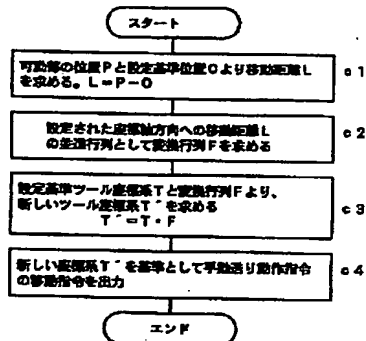 スタート
可動部の位置Pと設定基準位置Oより移動距離L
を求める。L=P-O
c1
設定された座標軸方向への移動距離L
の並進行列として変換行列Fを求める
c2
設定基準ツール座標系Tと変換行列Fより、
新しいツール座標系T´を求める
T´=T・F
c3
新しい座標系T´を基準として手動送り動作指令
の移動指令を出力
c4
エンド